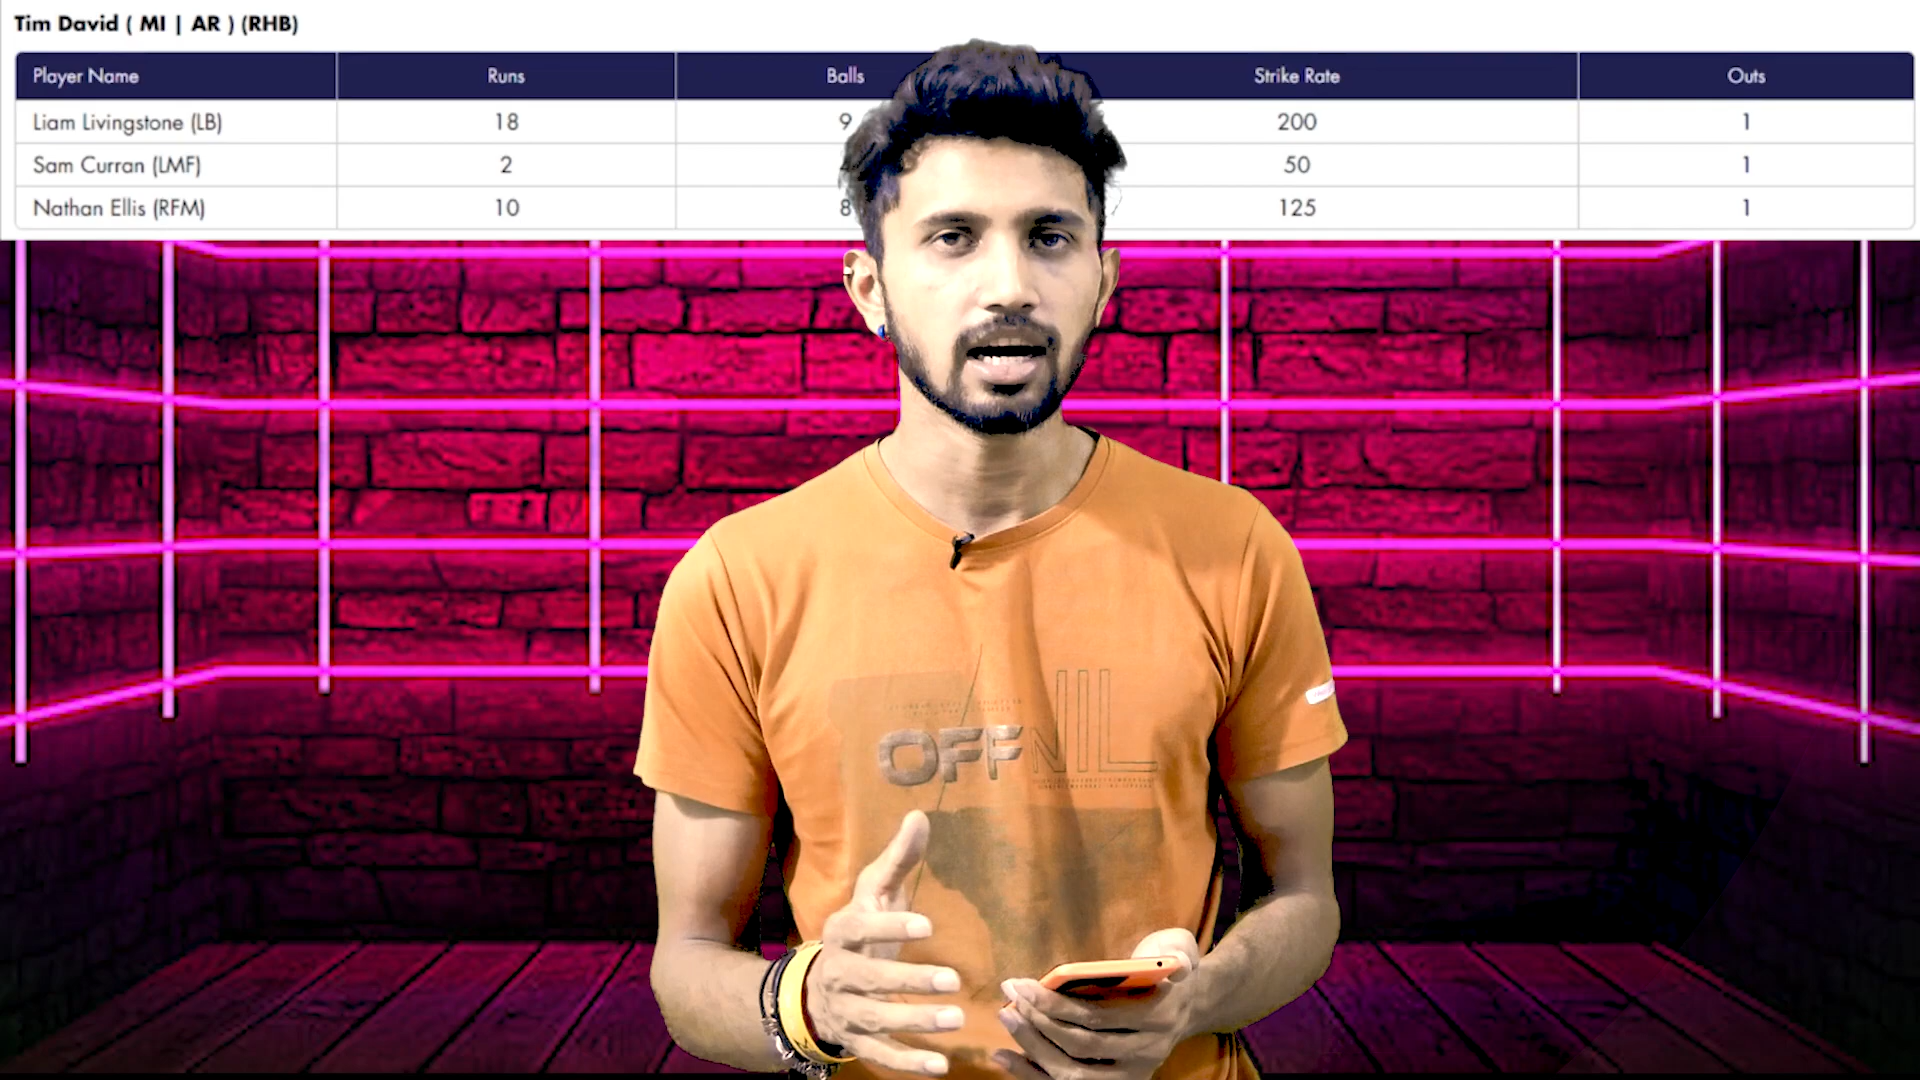 Tim David ( MI | AR ) (RHB)
Player Name Runs Balls Strike Rate Outs
Liam Livingstone (LB) 18 9 200 1
Sam Curran (LMF) 2 50 1
Nathan Ellis (RFM) 10 8 125 1
OFFNIL